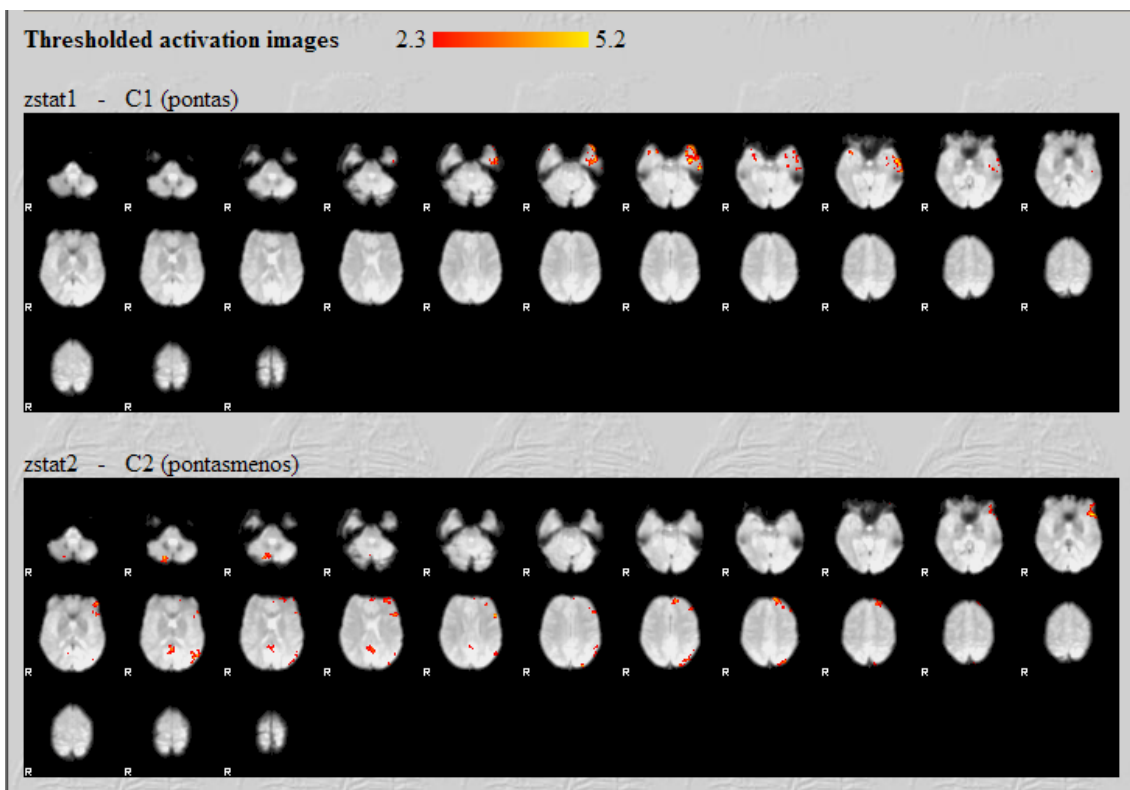 Thresholded activation images 2.3 5.2
zstat1 - C1 (pontas)
R R R R R R R R R R R
R R R R R R R R R R R
R R R
zstat2 - C2 (pontasmenos)
R R R R R R R R R R R
R R R R R R R R R R R
R R R